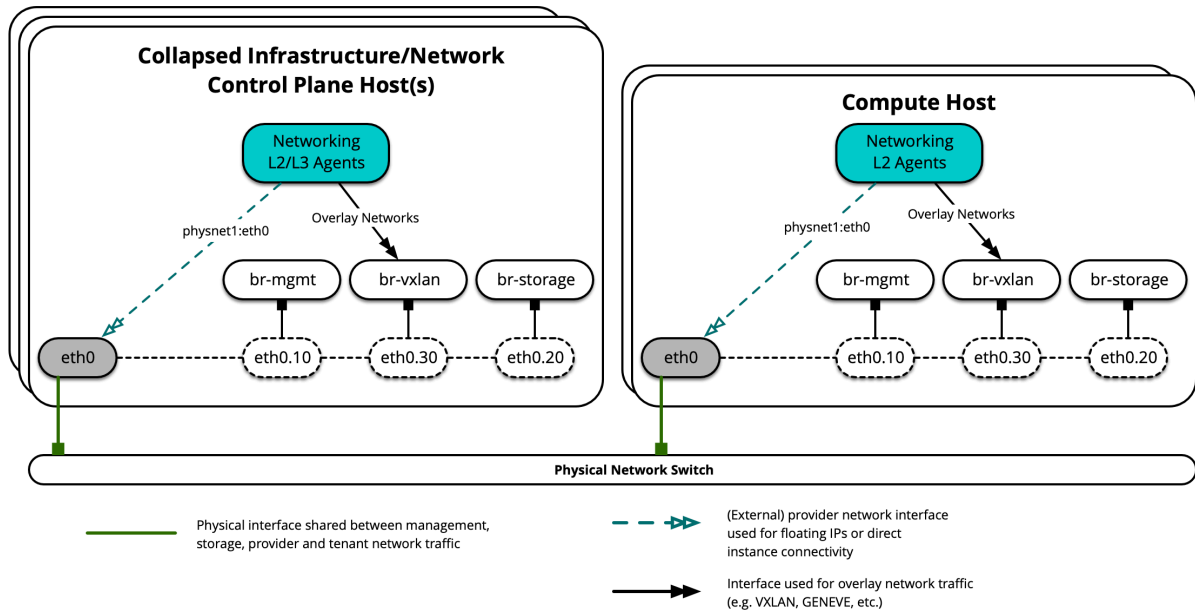 Collapsed Infrastructure/Network
Control Plane Host(s)
Networking
L2/L3 Agents
Overlay Networks
physnet1:eth0
br-mgmt
br-vxlan
br-storage
eth0
eth0.10
eth0.30
eth0.20
Compute Host
Networking
L2 Agents
Overlay Networks
physnet1:eth0
br-mgmt
br-vxlan
br-storage
eth0
eth0.10
eth0.30
eth0.20
Physical Network Switch
Physical interface shared between management,
storage, provider and tenant network traffic
(External) provider network interface
used for floating IPs or direct
instance connectivity
Interface used for overlay network traffic
(e.g. VXLAN, GENEVE, etc.)